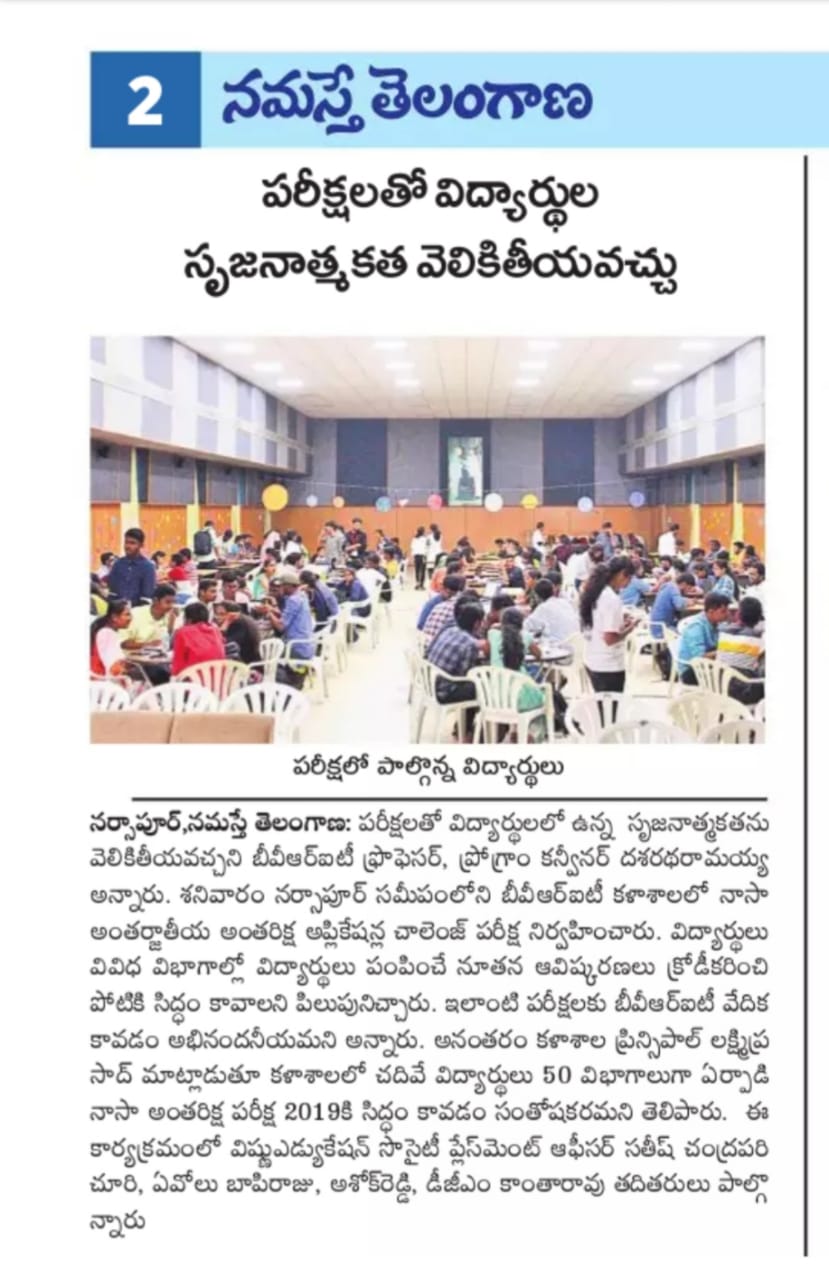 2 నమస్తే తెలంగాణ
పరీక్షలతో విద్యార్థుల
సృజనాత్మకత వెలికితీయవచ్చు
పరీక్షలో పాల్గొన్న విద్యార్థులు
నర్సాపూర్,నమస్తే తెలంగాణ: పరీక్షలతో విద్యార్థులలో ఉన్న సృజనాత్మకతను
వెలికితీయవచ్చని బీవీఆర్ఐటీ ప్రొఫెసర్, ప్రోగ్రాం కన్వీనర్ దశరథరామయ్య
అన్నారు. శనివారం నర్సాపూర్ సమీపంలోని బీవీఆర్ఐటీ కళాశాలలో నాసా
అంతర్జాతీయ అంతరిక్ష అప్లికేషన్ల చాలెంజ్ పరీక్ష నిర్వహించారు. విద్యార్థులు
వివిధ విభాగాల్లో విద్యార్థులు పంపించే నూతన ఆవిష్కరణలు క్రోడీకరించి
పోటికి సిద్ధం కావాలని పిలుపునిచ్చారు. ఇలాంటి పరీక్షలకు బీవీఆర్ఐటీ వేదిక
కావడం అభినందనీయమని అన్నారు. అనంతరం కళాశాల ప్రిన్సిపాల్ లక్ష్మీప్ర
సాద్ మాట్లాడుతూ కళాశాలలో చదివే విద్యార్థులు 50 విభాగాలుగా ఏర్పాడి
నాసా అంతరిక్ష పరీక్ష 2019కి సిద్ధం కావడం సంతోషకరమని తెలిపారు. ఈ
కార్యక్రమంలో విష్ణుఎడ్యుకేషన్ సొసైటీ ప్లేస్‌మెంట్ ఆఫీసర్ సతీష్ చంద్రపరి
చూరి, ఏవోలు బాపిరాజు, అశోక్‌రెడ్డి, డీజీఎం కాంతారావు తదితరులు పాల్గొ
న్నారు